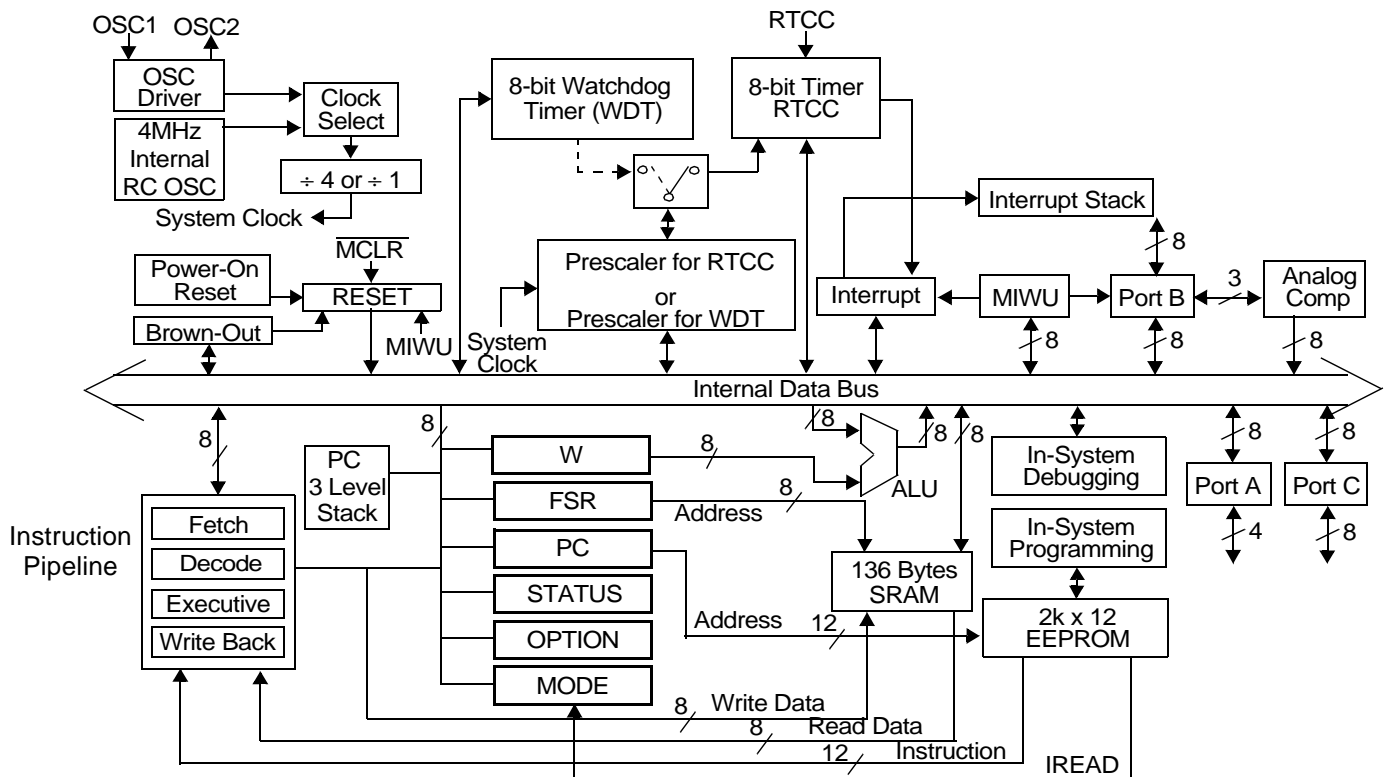 OSC1
OSC2
RTCC
OSC
Driver
Clock
Select
4MHz
Internal
RC OSC
÷ 4 or ÷ 1
System Clock
8-bit Watchdog
Timer (WDT)
8-bit Timer
RTCC
Interrupt Stack
8
MCLR
Power-On
Reset
RESET
Brown-Out
MIWU
System
Clock
Prescaler for RTCC
or
Prescaler for WDT
Interrupt
MIWU
Port B
3
Analog
Comp
8
8
8
Internal Data Bus
8
8
8
8
8
8
8
PC
3 Level
Stack
W
8
ALU
In-System
Debugging
Port A
Port C
4
8
Instruction
Pipeline
Fetch
Decode
Executive
Write Back
FSR
8
Address
PC
STATUS
OPTION
MODE
136 Bytes
SRAM
In-System
Programming
Address
12
2k x 12
EEPROM
8
Write Data
8
Read Data
12
Instruction
IREAD